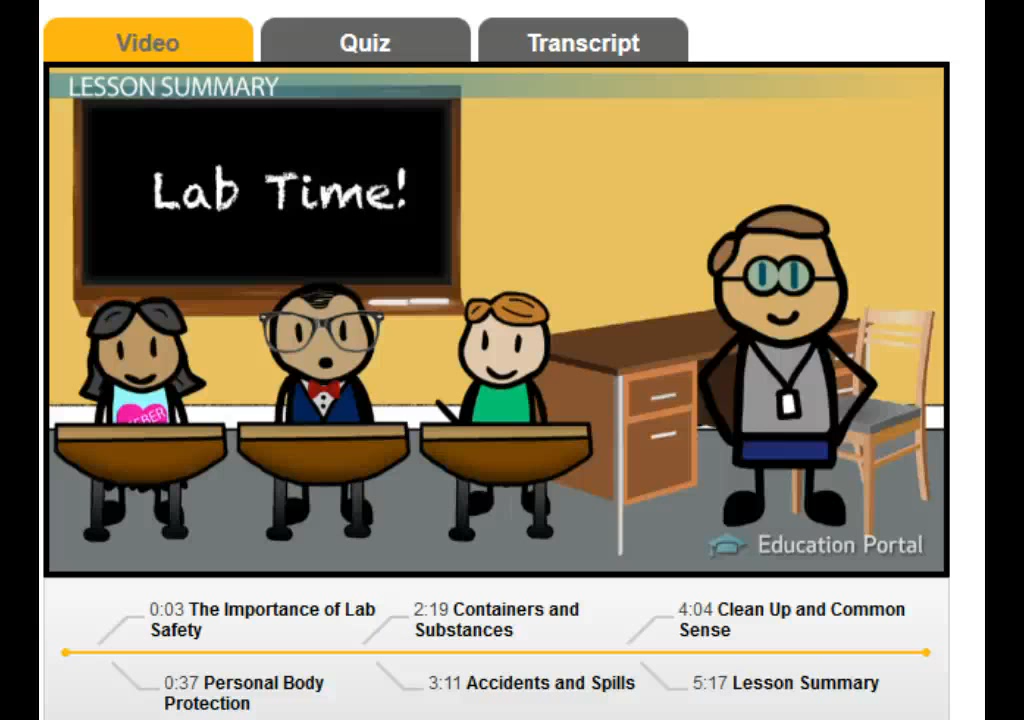 Video
Quiz
Transcript
LESSON SUMMARY
Lab Time!
Education Portal
0:03 The Importance of Lab
Safety
2:19 Containers and
Substances
4:04 Clean Up and Common
Sense
0:37 Personal Body
Protection
3:11 Accidents and Spills
5:17 Lesson Summary